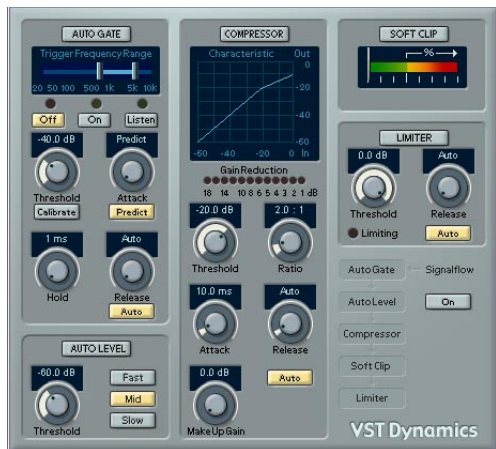 AUTO GATE
Trigger Frequency Range
20 50 100 500 1k 5k 10k
Off On Listen
-40.0 dB Predict
Threshold Attack
Calibrate Predict
1 ms Auto
Hold Release
Auto
AUTO LEVEL
-60.0 dB
Fast
Mid
Slow
Threshold
COMPRESSOR
Characteristic Out
0
-20
-40
-60
-60 -40 -20 0 In
Gain Reduction
18 14 10 8 6 5 4 3 2 1 dB
-20.0 dB 2.0 : 1
Threshold Ratio
10.0 ms Auto
Attack Release
0.0 dB Auto
MakeUp Gain
SOFT CLIP
%
LIMITER
0.0 dB Auto
Threshold Release
Limiting Auto
Auto Gate Signalflow
Auto Level On
Compressor
Soft Clip
Limiter
VST Dynamics